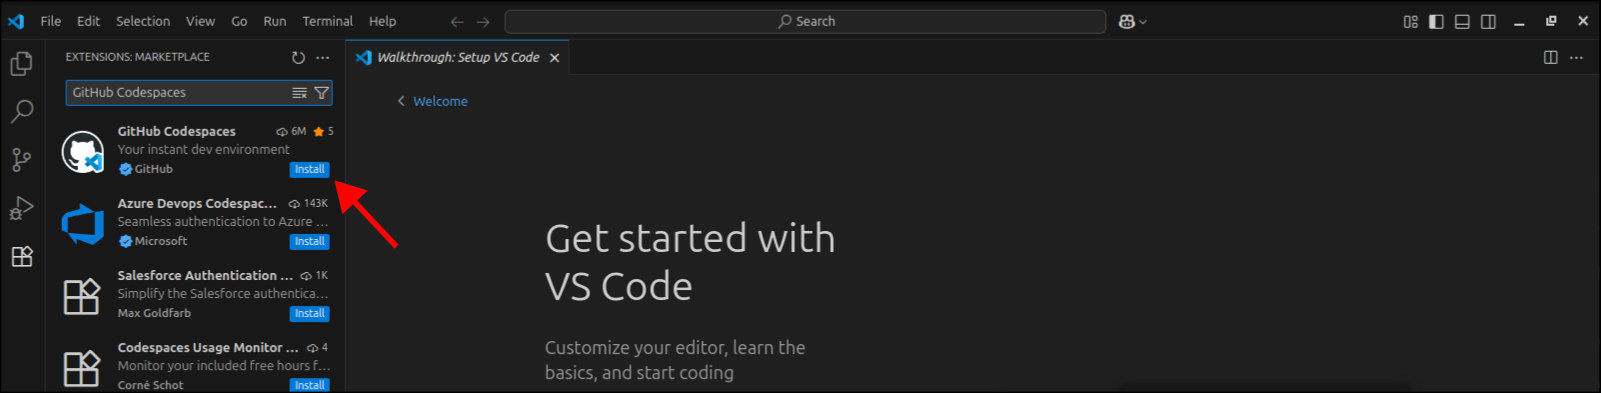 File Edit Selection View Go Run Terminal Help
Search
EXTENSIONS: MARKETPLACE
GitHub Codespaces
GitHub Codespaces 6M 5
Your instant dev environment
GitHub Install
Azure Devops Codespac... 143K
Seamless authentication to Azure ...
Microsoft Install
Salesforce Authentication ... 1K
Simplify the Salesforce authentica...
Max Goldfarb Install
Codespaces Usage Monitor ... 4
Monitor your included free hours f...
Corné Schot Install
Walkthrough: Setup VS Code
Welcome
Get started with
VS Code
Customize your editor, learn the
basics, and start coding